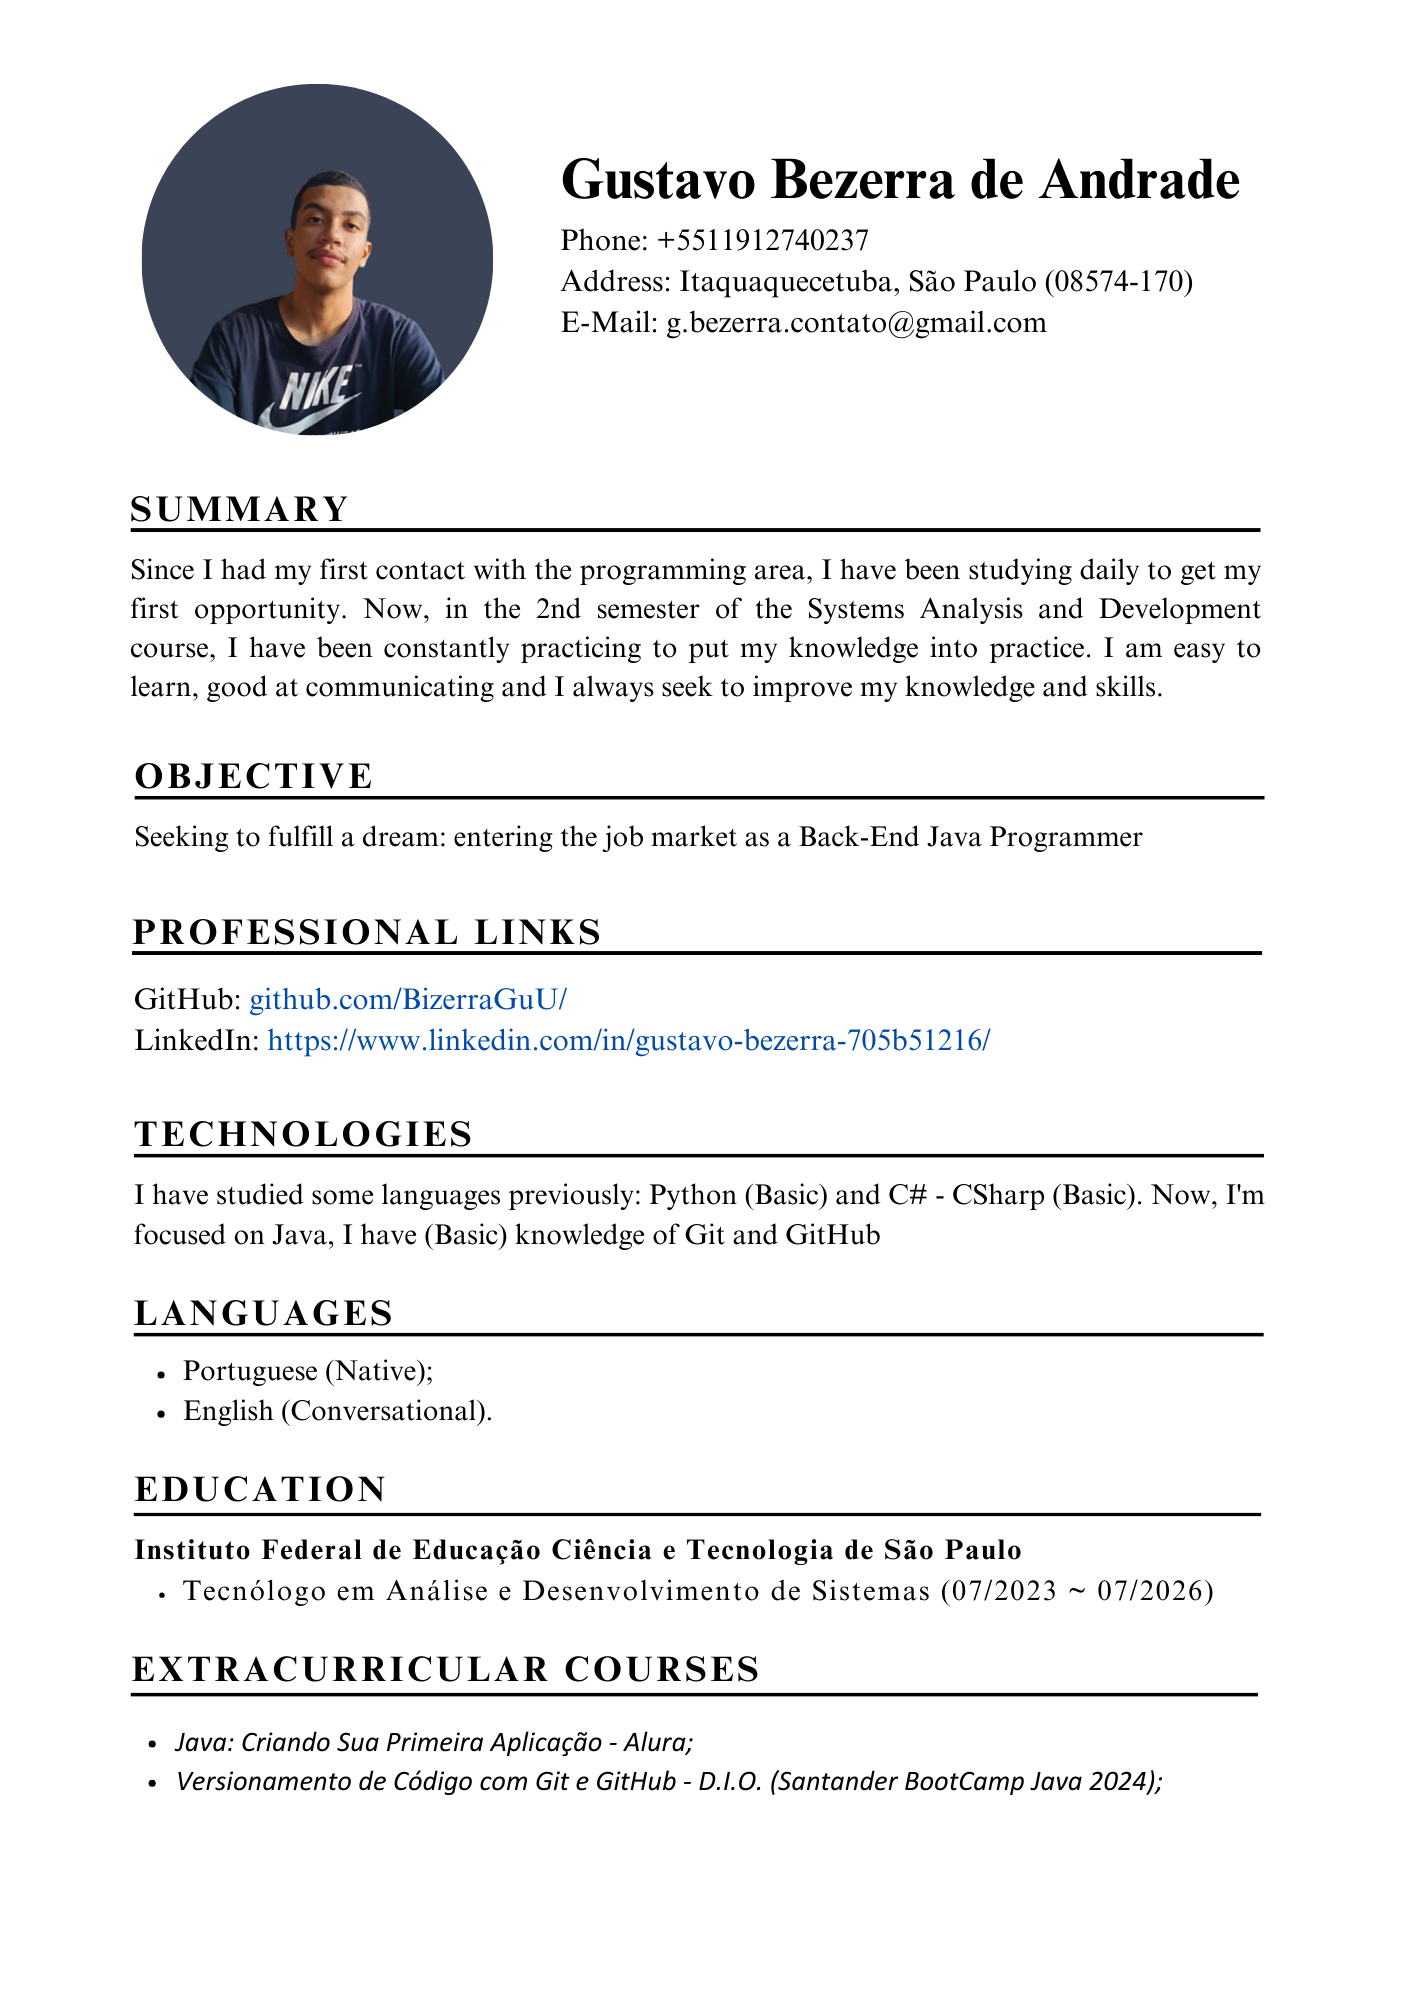 Gustavo Bezerra de Andrade
Phone: +5511912740237
Address: Itaquaquecetuba, São Paulo (08574-170)
E-Mail: g.bezerra.contato@gmail.com
NIKE
SUMMARY
Since I had my first contact with the programming area, I have been studying daily to get my
first opportunity. Now, in the 2nd semester of the Systems Analysis and Development
course, I have been constantly practicing to put my knowledge into practice. I am easy to
learn, good at communicating and I always seek to improve my knowledge and skills.
OBJECTIVE
Seeking to fulfill a dream: entering the job market as a Back-End Java Programmer
PROFESSIONAL LINKS
GitHub: github.com/BizerraGuU/
LinkedIn: https://www.linkedin.com/in/gustavo-bezerra-705b51216/
TECHNOLOGIES
I have studied some languages previously: Python (Basic) and C# - CSharp (Basic). Now, I'm
focused on Java, I have (Basic) knowledge of Git and GitHub
LANGUAGES
• Portuguese (Native);
• English (Conversational).
EDUCATION
Instituto Federal de Educação Ciência e Tecnologia de São Paulo
• Tecnólogo em Análise e Desenvolvimento de Sistemas (07/2023 ~ 07/2026)
EXTRACURRICULAR COURSES
• Java: Criando Sua Primeira Aplicação - Alura;
• Versionamento de Código com Git e GitHub - D.I.O. (Santander BootCamp Java 2024);